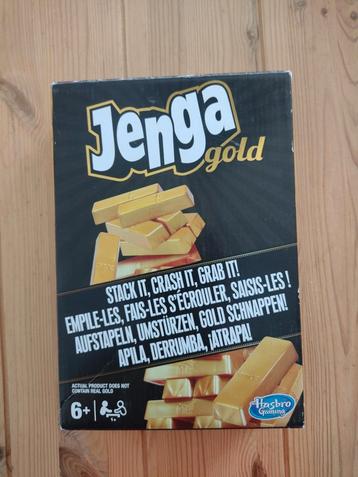 Jenga
gold
STACK IT, CRASH IT, GRAB IT!
EMPILE-LES, FAIS-LES S'ÉCROULER, SAISIS-LES !
AUFSTAPELN, UMSTÜRZEN, GOLD SCHNAPPEN!
APILA, DERRUMBA, ¡ATRAPA!
ACTUAL PRODUCT DOES NOT
CONTAIN REAL GOLD
6+
1+
Hasbro
Gaming